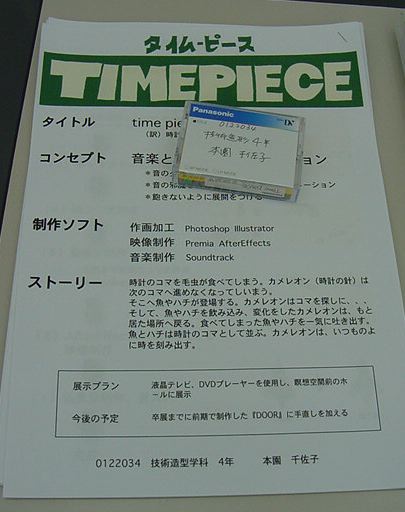 タイム・ピース
TIMEPIECE
タイトル time pie
(訳)時計
Panasonic
DV
0122034
技術造形 4年
本園 千佐子
コンセプト 音楽と ション
*音の
*音の ーション
*飽きないように展開をつける
制作ソフト 作画加工 Photoshop Illustrator
映像制作 Premia AfterEffects
音楽制作 Soundtrack
ストーリー 時計のコマを毛虫が食べてしまう。カメレオン(時計の針)は
次のコマへ進めなくなってしいまう。
そこへ魚やハチが登場する。カメレオンはコマを探しに、、、
そして、魚やハチを飲み込み、変化をしたカメレオンは、もと
居た場所へ戻る。食べてしまった魚やハチを一気に吐き出す、
魚とハチは時計のコマとして並ぶ。カメレオンは、いつものよ
うに時を刻み出す。
展示プラン 液晶テレビ、DVDプレーヤーを使用し、瞑想空間前のホ
ールに展示
今後の予定 卒展までに前期で制作した『DOOR』に手直しを加える
0122034 技術造型学科 4年 本園 千佐子